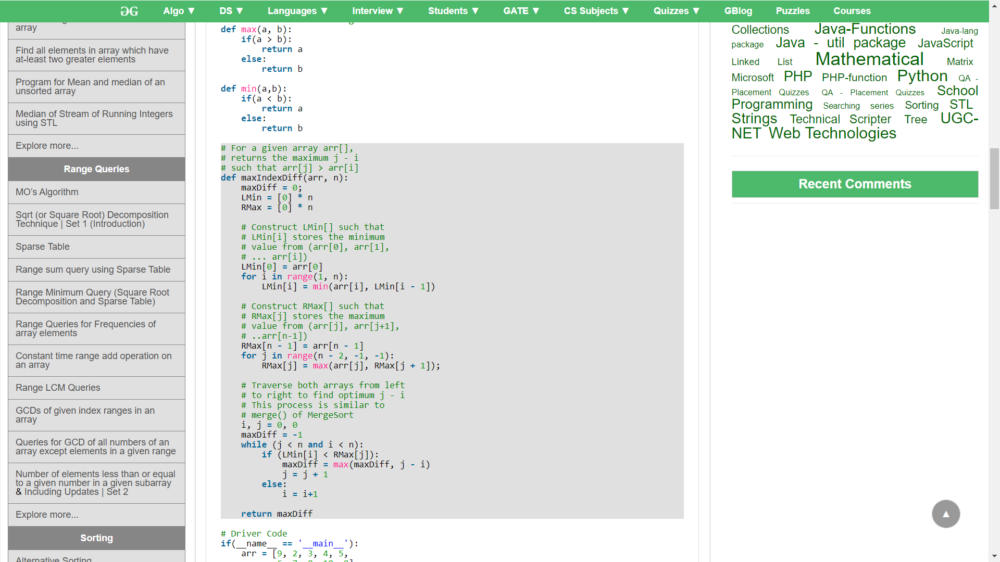 Algo ▼ DS ▼ Languages ▼ Interview ▼ Students ▼ GATE ▼ CS Subjects ▼ Quizzes ▼ GBlog Puzzles Courses
array
Find all elements in array which have
at-least two greater elements
Program for Mean and median of an
unsorted array
Median of Stream of Running Integers
using STL
Explore more...
Range Queries
MO's Algorithm
Sqrt (or Square Root) Decomposition
Technique | Set 1 (Introduction)
Sparse Table
Range sum query using Sparse Table
Range Minimum Query (Square Root
Decomposition and Sparse Table)
Range Queries for Frequencies of
array elements
Constant time range add operation on
an array
Range LCM Queries
GCDs of given index ranges in an
array
Queries for GCD of all numbers of an
array except elements in a given range
Number of elements less than or equal
to a given number in a given subarray
& Including Updates | Set 2
Explore more...
Sorting
Alternative Sorting
def max(a, b):
    if(a > b):
        return a
    else:
        return b
def min(a,b):
    if(a < b):
        return a
    else:
        return b
# For a given array arr[],
# returns the maximum j - i
# such that arr[j] > arr[i]
def maxIndexDiff(arr, n):
    maxDiff = 0;
    LMin = [0] * n
    RMax = [0] * n
    # Construct LMin[] such that
    # LMin[i] stores the minimum
    # value from (arr[0], arr[1],
    # ... arr[i])
    LMin[0] = arr[0]
    for i in range(1, n):
        LMin[i] = min(arr[i], LMin[i - 1])
    # Construct RMax[] such that
    # RMax[j] stores the maximum
    # value from (arr[j], arr[j+1],
    # ..arr[n-1])
    RMax[n - 1] = arr[n - 1]
    for j in range(n - 2, -1, -1):
        RMax[j] = max(arr[j], RMax[j + 1]);
    # Traverse both arrays from left
    # to right to find optimum j - i
    # This process is similar to
    # merge() of MergeSort
    i, j = 0, 0
    maxDiff = -1
    while (j < n and i < n):
        if (LMin[i] < RMax[j]):
            maxDiff = max(maxDiff, j - i)
            j = j + 1
        else:
            i = i+1
    return maxDiff
# Driver Code
if(__name__ == '__main__'):
    arr = [9, 2, 3, 4, 5,
Collections Java-Functions Java-lang
package Java - util package JavaScript
Linked List Mathematical Matrix
Microsoft PHP PHP-function Python QA -
Placement Quizzes QA - Placement Quizzes School
Programming Searching series Sorting STL
Strings Technical Scripter Tree UGC-
NET Web Technologies
Recent Comments
▲